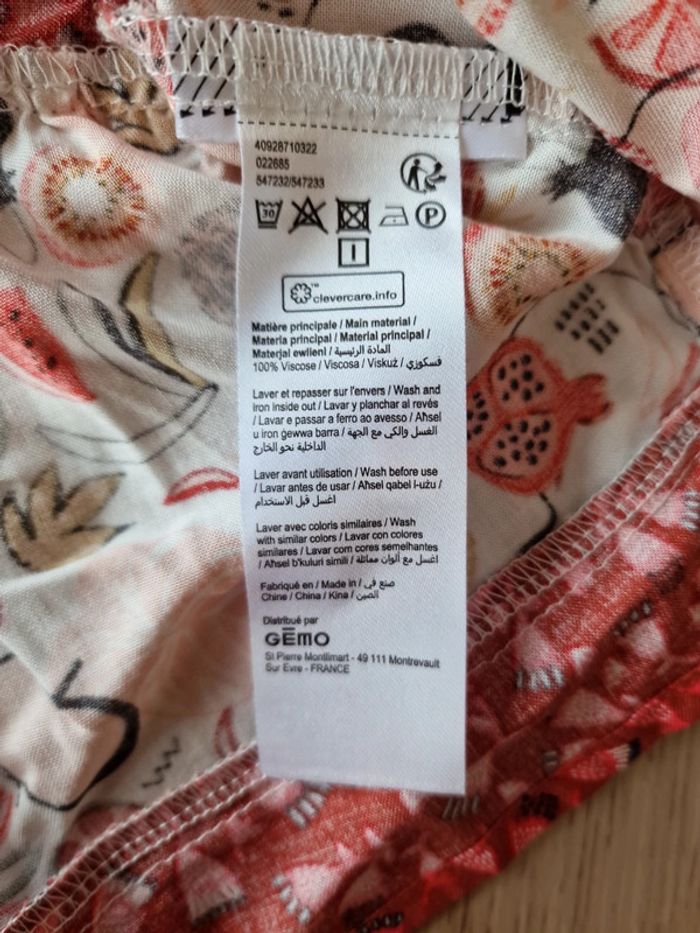 40928710322
022685
547232/547233
30
P
clevercare.info
Matière principale / Main material /
Materia principal / Material principal /
Materjal ewlieni / المادة الرئيسية
100% Viscose / Viscosa / Viskuż / فسكوزي
Laver et repasser sur l'envers / Wash and
iron inside out / Lavar y planchar al revés
/ Lavar e passar a ferro ao avesso / Aħsel
u iron ġewwa barra / الغسل والكي مع الجهة
الداخلية نحو الخارج
Laver avant utilisation / Wash before use
/ Lavar antes de usar / Aħsel qabel l-użu /
اغسل قبل الاستخدام
Laver avec coloris similaires / Wash
with similar colors / Lavar con colores
similares / Lavar com cores semelhantes
/ Aħsel b'kuluri simili / اغسل مع ألوان مماثلة
Fabriqué en / Made in / صنع في
Chine / China / Kina / الصين
Distribué par
GĒMO
St Pierre Montlimart - 49 111 Montrevault
Sur Evre - FRANCE